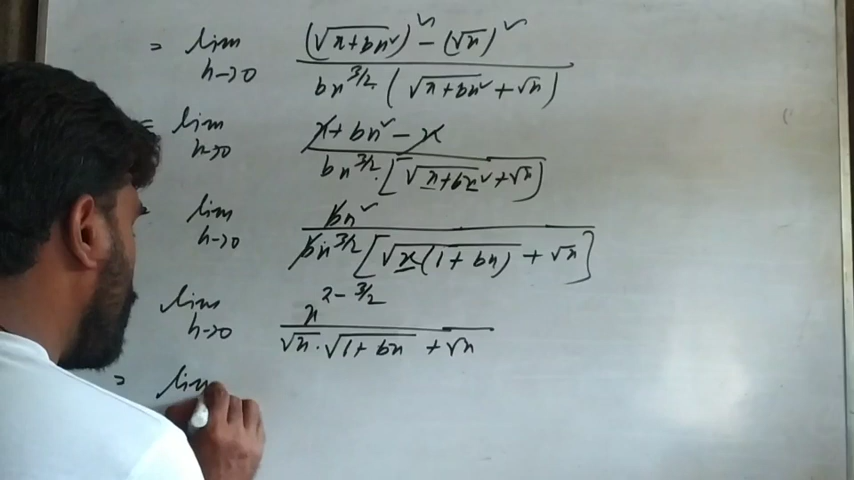 = lim h→0 (√x+bx²)² - (√x)² / bx^3/2 (√x+bx² + √x)
= lim h→0 x + bx² - x / bx^3/2 [√x+bx² + √x]
lim h→0 bx² / bx^3/2 [√x(1+bx) + √x]
lim h→0 x^2-3/2 / √x · √1+bx + √x
= lim